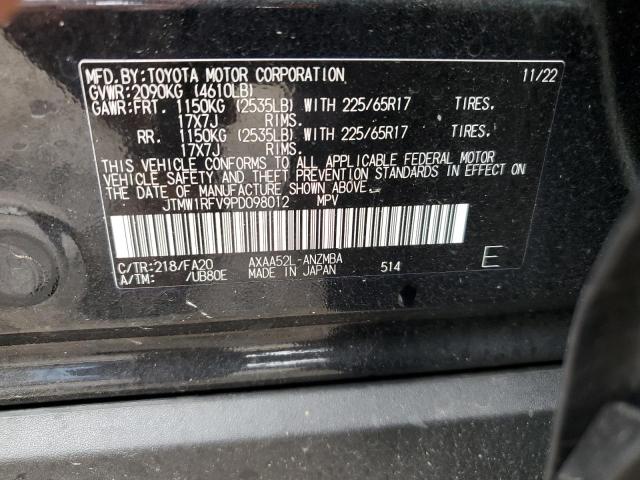 MFD.BY:TOYOTA MOTOR CORPORATION 11/22
GVWR:2090KG (4610LB)
GAWR:FRT. 1150KG (2535LB) WITH 225/65R17 TIRES.
17X7J RIMS.
RR. 1150KG (2535LB) WITH 225/65R17 TIRES.
17X7J RIMS.
THIS VEHICLE CONFORMS TO ALL APPLICABLE FEDERAL MOTOR
VEHICLE SAFETY AND THEFT PREVENTION STANDARDS IN EFFECT ON
THE DATE OF MANUFACTURE SHOWN ABOVE.
JTMW1RFV9PD098012 MPV
C/TR:218/FA20 AXAA52L-ANZMBA
A/TM: /UB80E MADE IN JAPAN 514 E